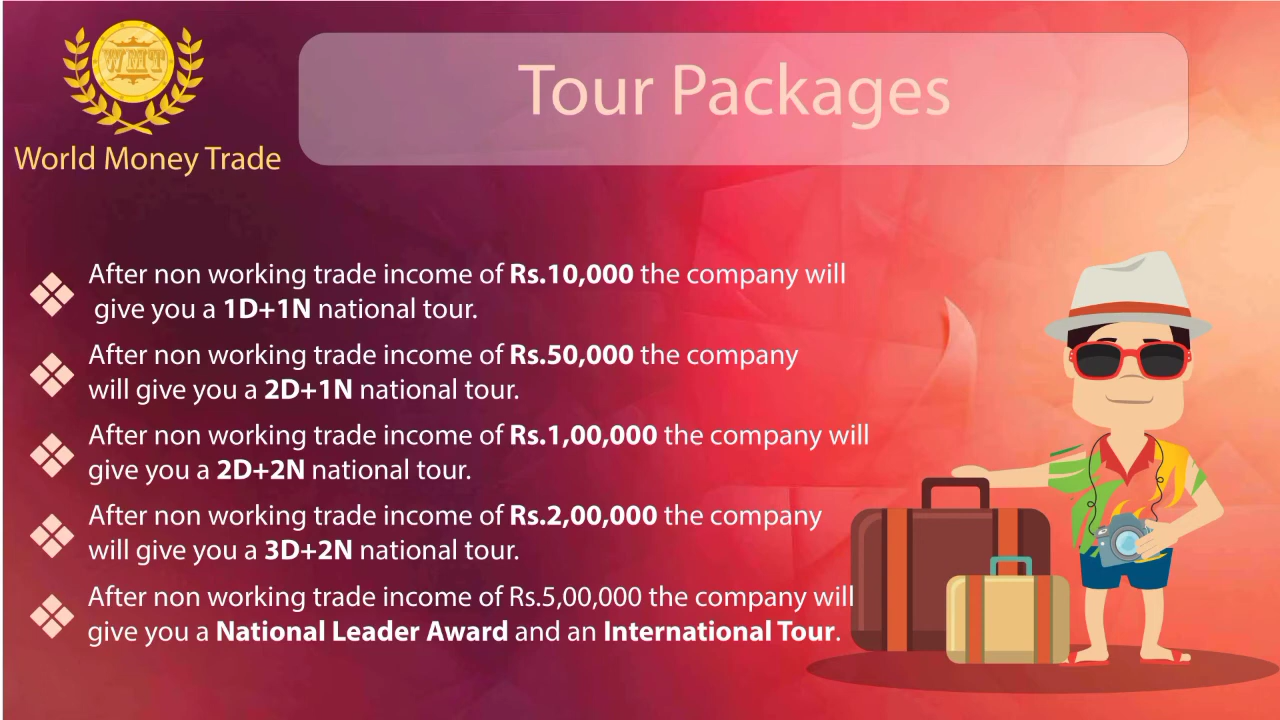 WMT
World Money Trade
Tour Packages
After non working trade income of Rs.10,000 the company will
give you a 1D+1N national tour.
After non working trade income of Rs.50,000 the company
will give you a 2D+1N national tour.
After non working trade income of Rs.1,00,000 the company will
give you a 2D+2N national tour.
After non working trade income of Rs.2,00,000 the company
will give you a 3D+2N national tour.
After non working trade income of Rs.5,00,000 the company will
give you a National Leader Award and an International Tour.